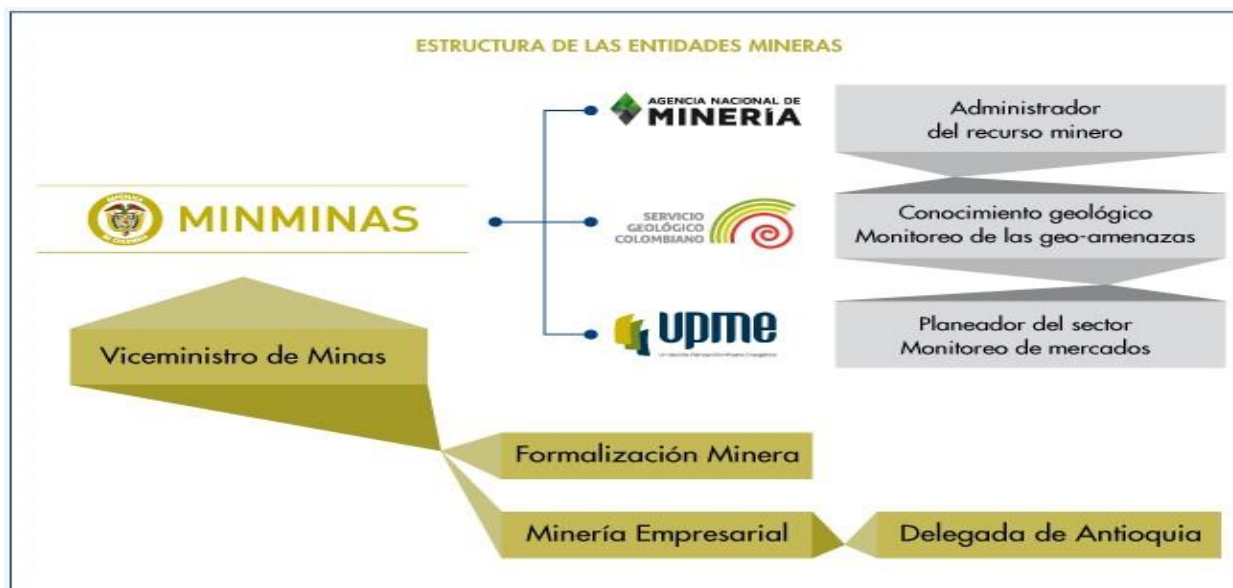 ESTRUCTURA DE LAS ENTIDADES MINERAS
AGENCIA NACIONAL DE
MINERÍA
Administrador
del recurso minero
MINMINAS
SERVICIO
GEOLÓGICO
COLOMBIANO
Conocimiento geológico
Monitoreo de las geo-amenazas
upme
Planeador del sector
Monitoreo de mercados
Viceministro de Minas
Formalización Minera
Minería Empresarial
Delegada de Antioquia